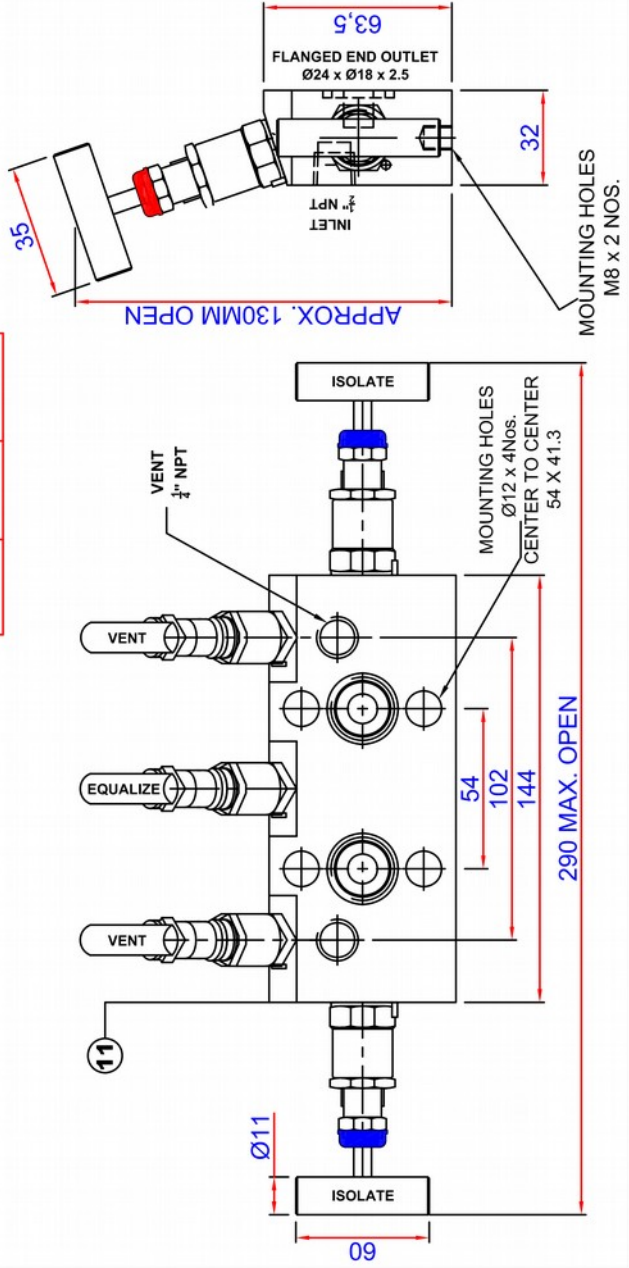 63,5
FLANGED END OUTLET
Ø24 x Ø18 x 2.5
32
INLET
½" NPT
35
APPROX. 130MM OPEN
MOUNTING HOLES
M8 x 2 NOS.
VENT
¼" NPT
ISOLATE
VENT
EQUALIZE
VENT
11
MOUNTING HOLES
Ø12 x 4Nos.
CENTER TO CENTER
54 X 41.3
54
102
144
290 MAX. OPEN
Ø11
ISOLATE
60